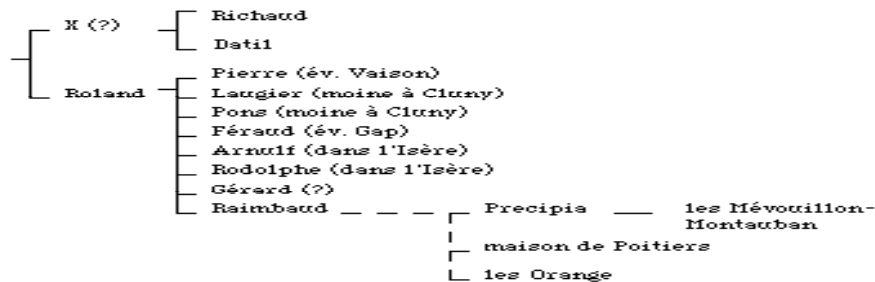 X (?)
Richaud
Datil
Roland
Pierre (év. Vaison)
Laugier (moine à Cluny)
Pons (moine à Cluny)
Féraud (év. Gap)
Arnulf (dans l'Isère)
Rodolphe (dans l'Isère)
Gérard (?)
Raimbaud
Precipia
les Mévouillon-
Montauban
maison de Poitiers
les Orange